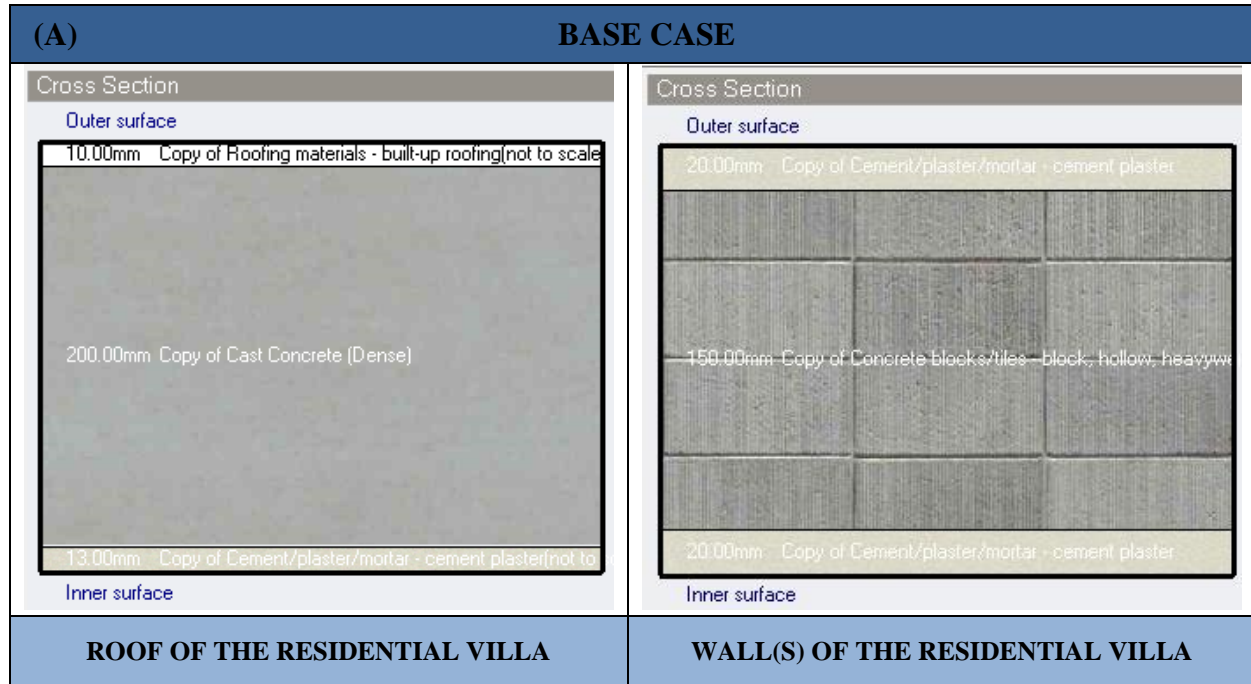 (A) BASE CASE
Cross Section
Outer surface
10.00mm Copy of Roofing materials - built-up roofing(not to scale
200.00mm Copy of Cast Concrete (Dense)
13.00mm Copy of Cement/plaster/mortar - cement plaster(not to
Inner surface
ROOF OF THE RESIDENTIAL VILLA
Cross Section
Outer surface
20.00mm Copy of Cement/plaster/mortar - cement plaster
150.00mm Copy of Concrete blocks/tiles - block, hollow, heavywe
20.00mm Copy of Cement/plaster/mortar - cement plaster
Inner surface
WALL(S) OF THE RESIDENTIAL VILLA